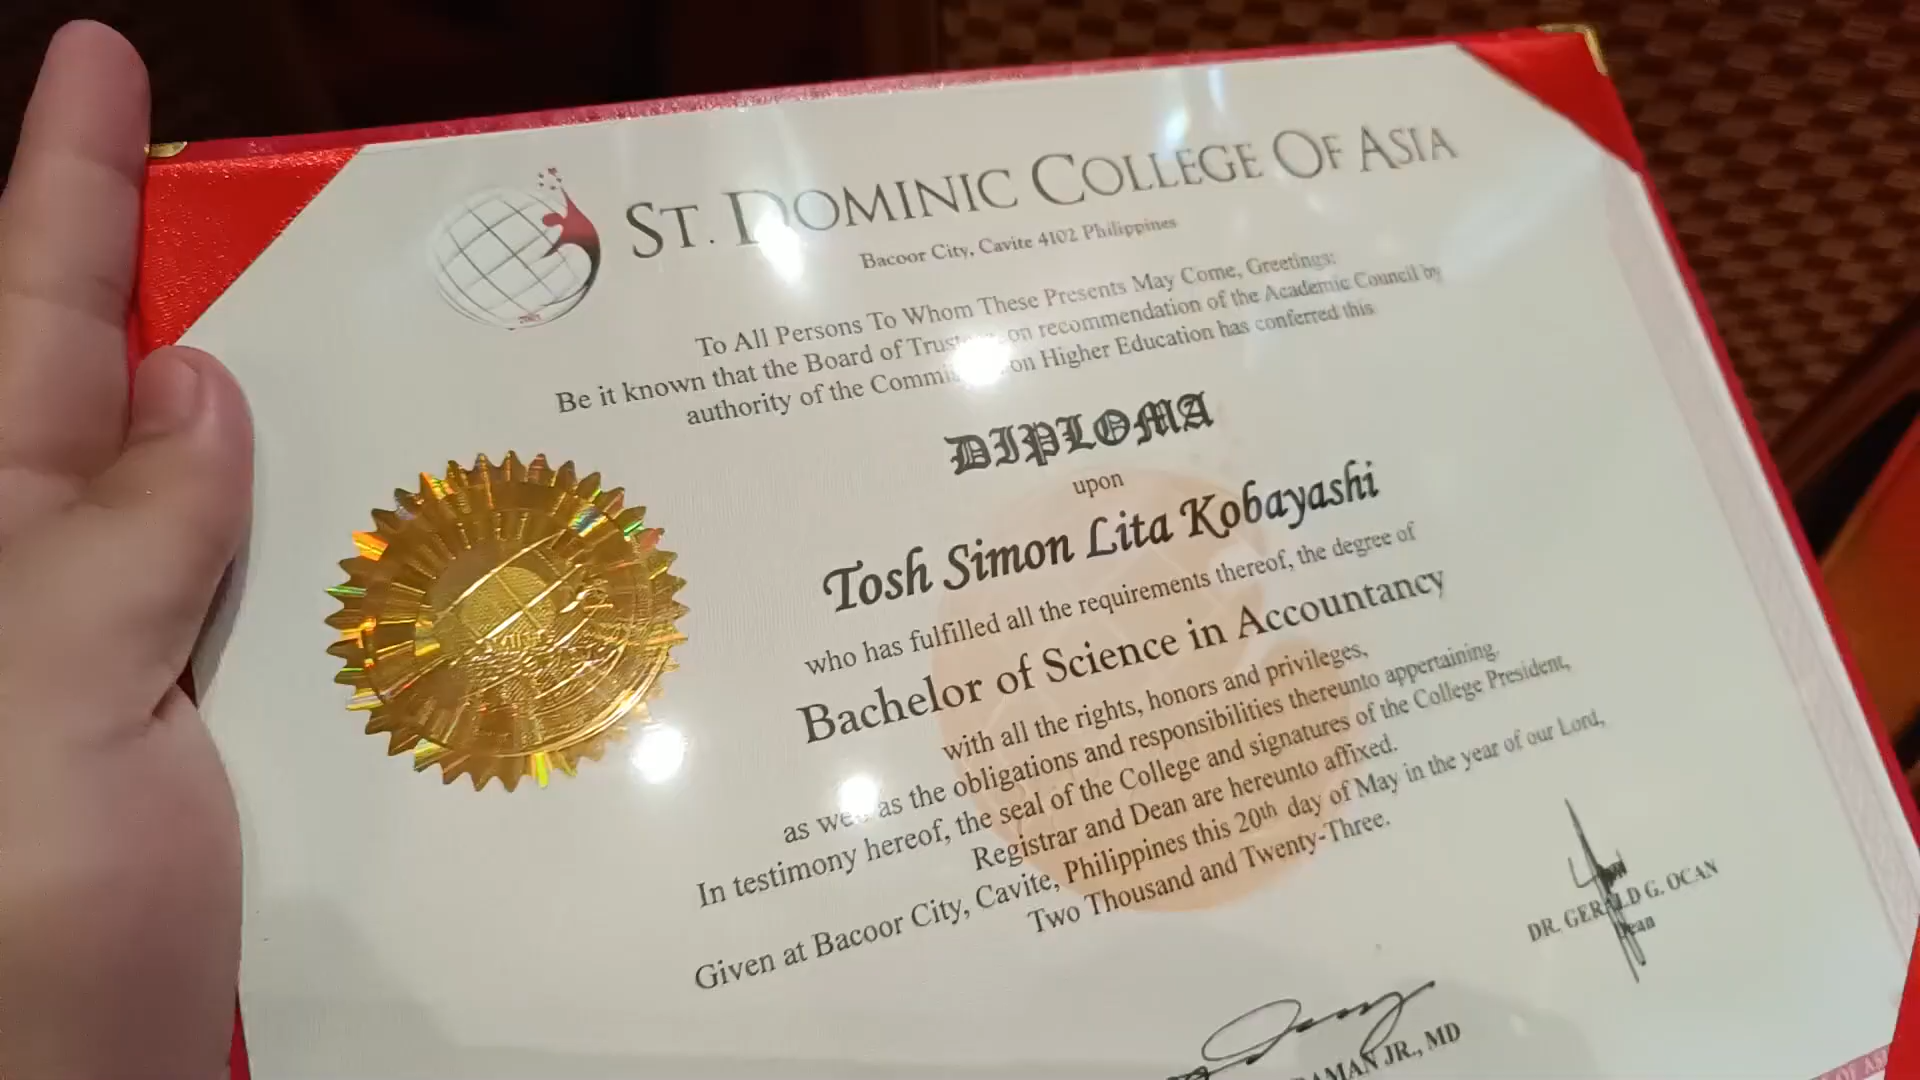 ST. DOMINIC COLLEGE OF ASIA
Bacoor City, Cavite 4102 Philippines
To All Persons To Whom These Presents May Come, Greetings:
Be it known that the Board of on recommendation of the Academic Council by
authority of the on Higher Education has conferred this
DIPLOMA
upon
Tosh Simon Lita Kobayashi
who has fulfilled all the requirements thereof, the degree of
Bachelor of Science in Accountancy
with all the rights, honors and privileges,
as well as the obligations and responsibilities thereunto appertaining.
In testimony hereof, the seal of the College and signatures of the College President,
Registrar and Dean are hereunto affixed.
Given at Bacoor City, Cavite, Philippines this 20th day of May in the year of our Lord,
Two Thousand and Twenty-Three.
DR. GERALD G. OCAN
Dean
JR., MD